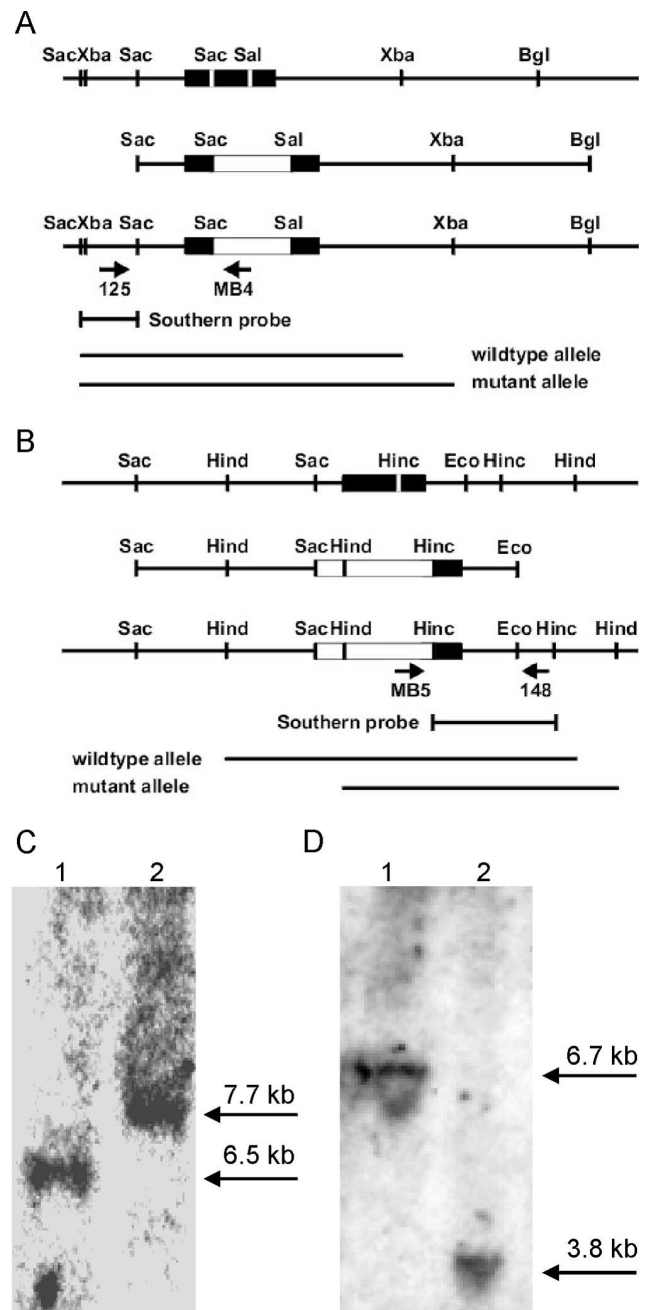 A
SacXba Sac Sac Sal Xba Bgl
Sac Sac Sal Xba Bgl
SacXba Sac Sac Sal Xba Bgl
125 MB4
Southern probe
wildtype allele
mutant allele
B
Sac Hind Sac Hinc Eco Hinc Hind
Sac Hind SacHind Hinc Eco
Sac Hind SacHind Hinc Eco Hinc Hind
MB5 148
Southern probe
wildtype allele
mutant allele
C D
1 2 1 2
7.7 kb
6.5 kb
6.7 kb
3.8 kb